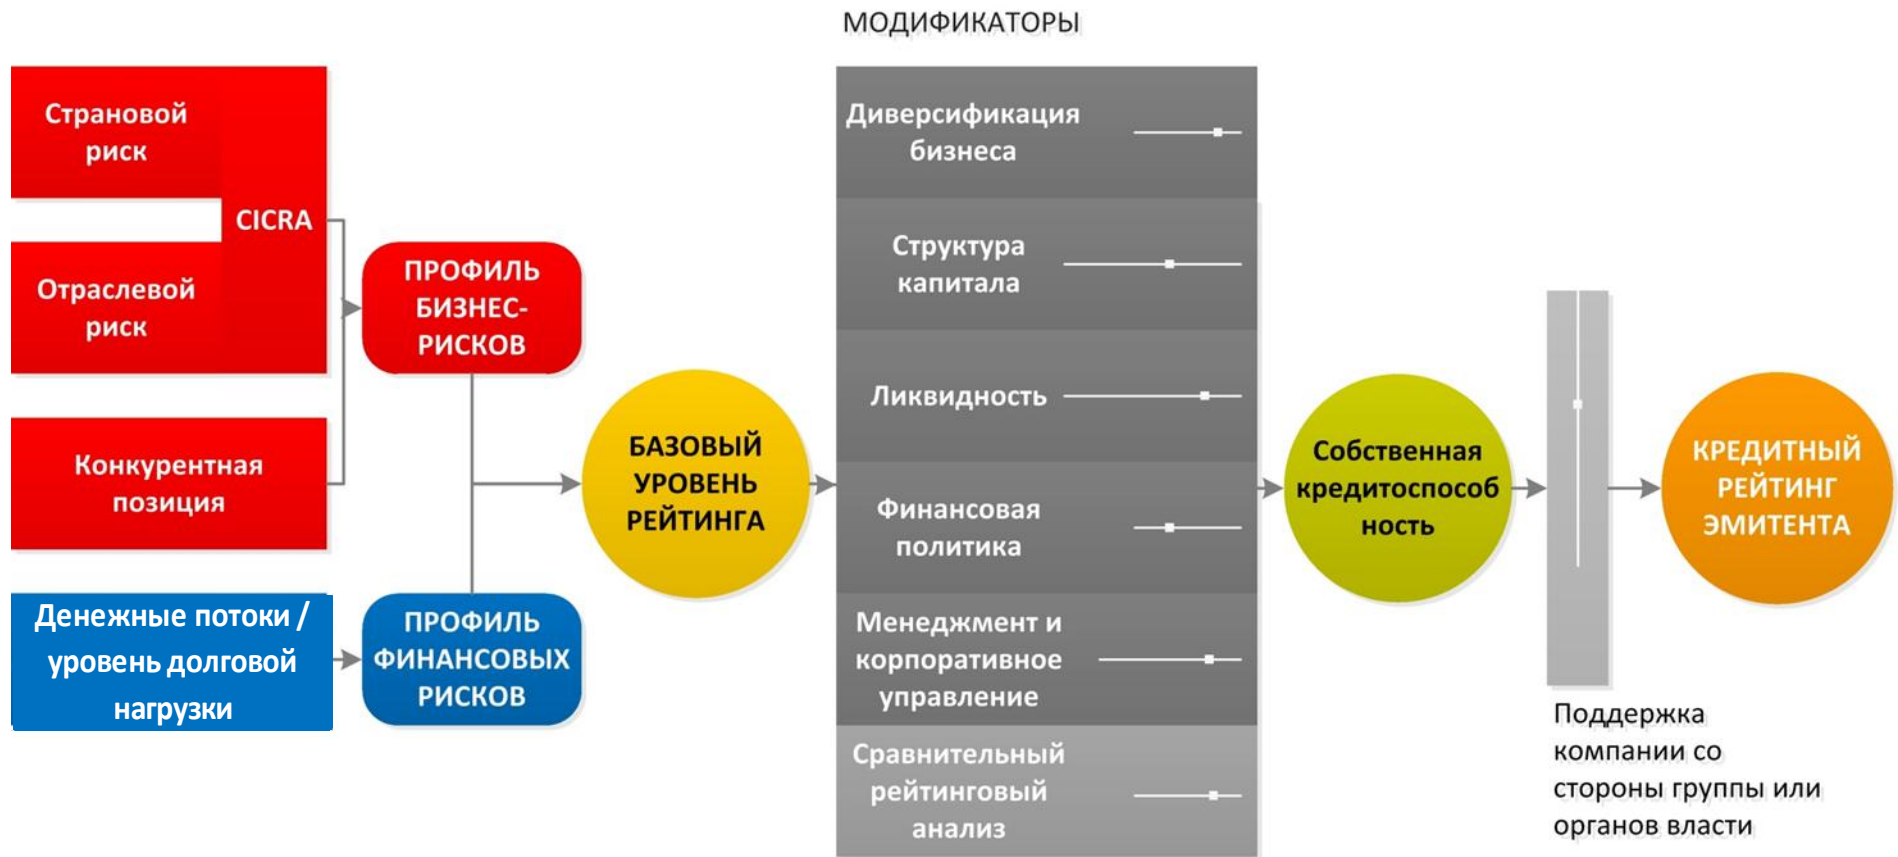 МОДИФИКАТОРЫ
Страновой
риск
CICRA
Отраслевой
риск
Конкурентная
позиция
Денежные потоки /
уровень долговой
нагрузки
ПРОФИЛЬ
БИЗНЕС-
РИСКОВ
ПРОФИЛЬ
ФИНАНСОВЫХ
РИСКОВ
БАЗОВЫЙ
УРОВЕНЬ
РЕЙТИНГА
Диверсификация
бизнеса
Структура
капитала
Ликвидность
Финансовая
политика
Менеджмент и
корпоративное
управление
Сравнительный
рейтинговый
анализ
Собственная
кредитоспособ
ность
Поддержка
компании со
стороны группы или
органов власти
КРЕДИТНЫЙ
РЕЙТИНГ
ЭМИТЕНТА